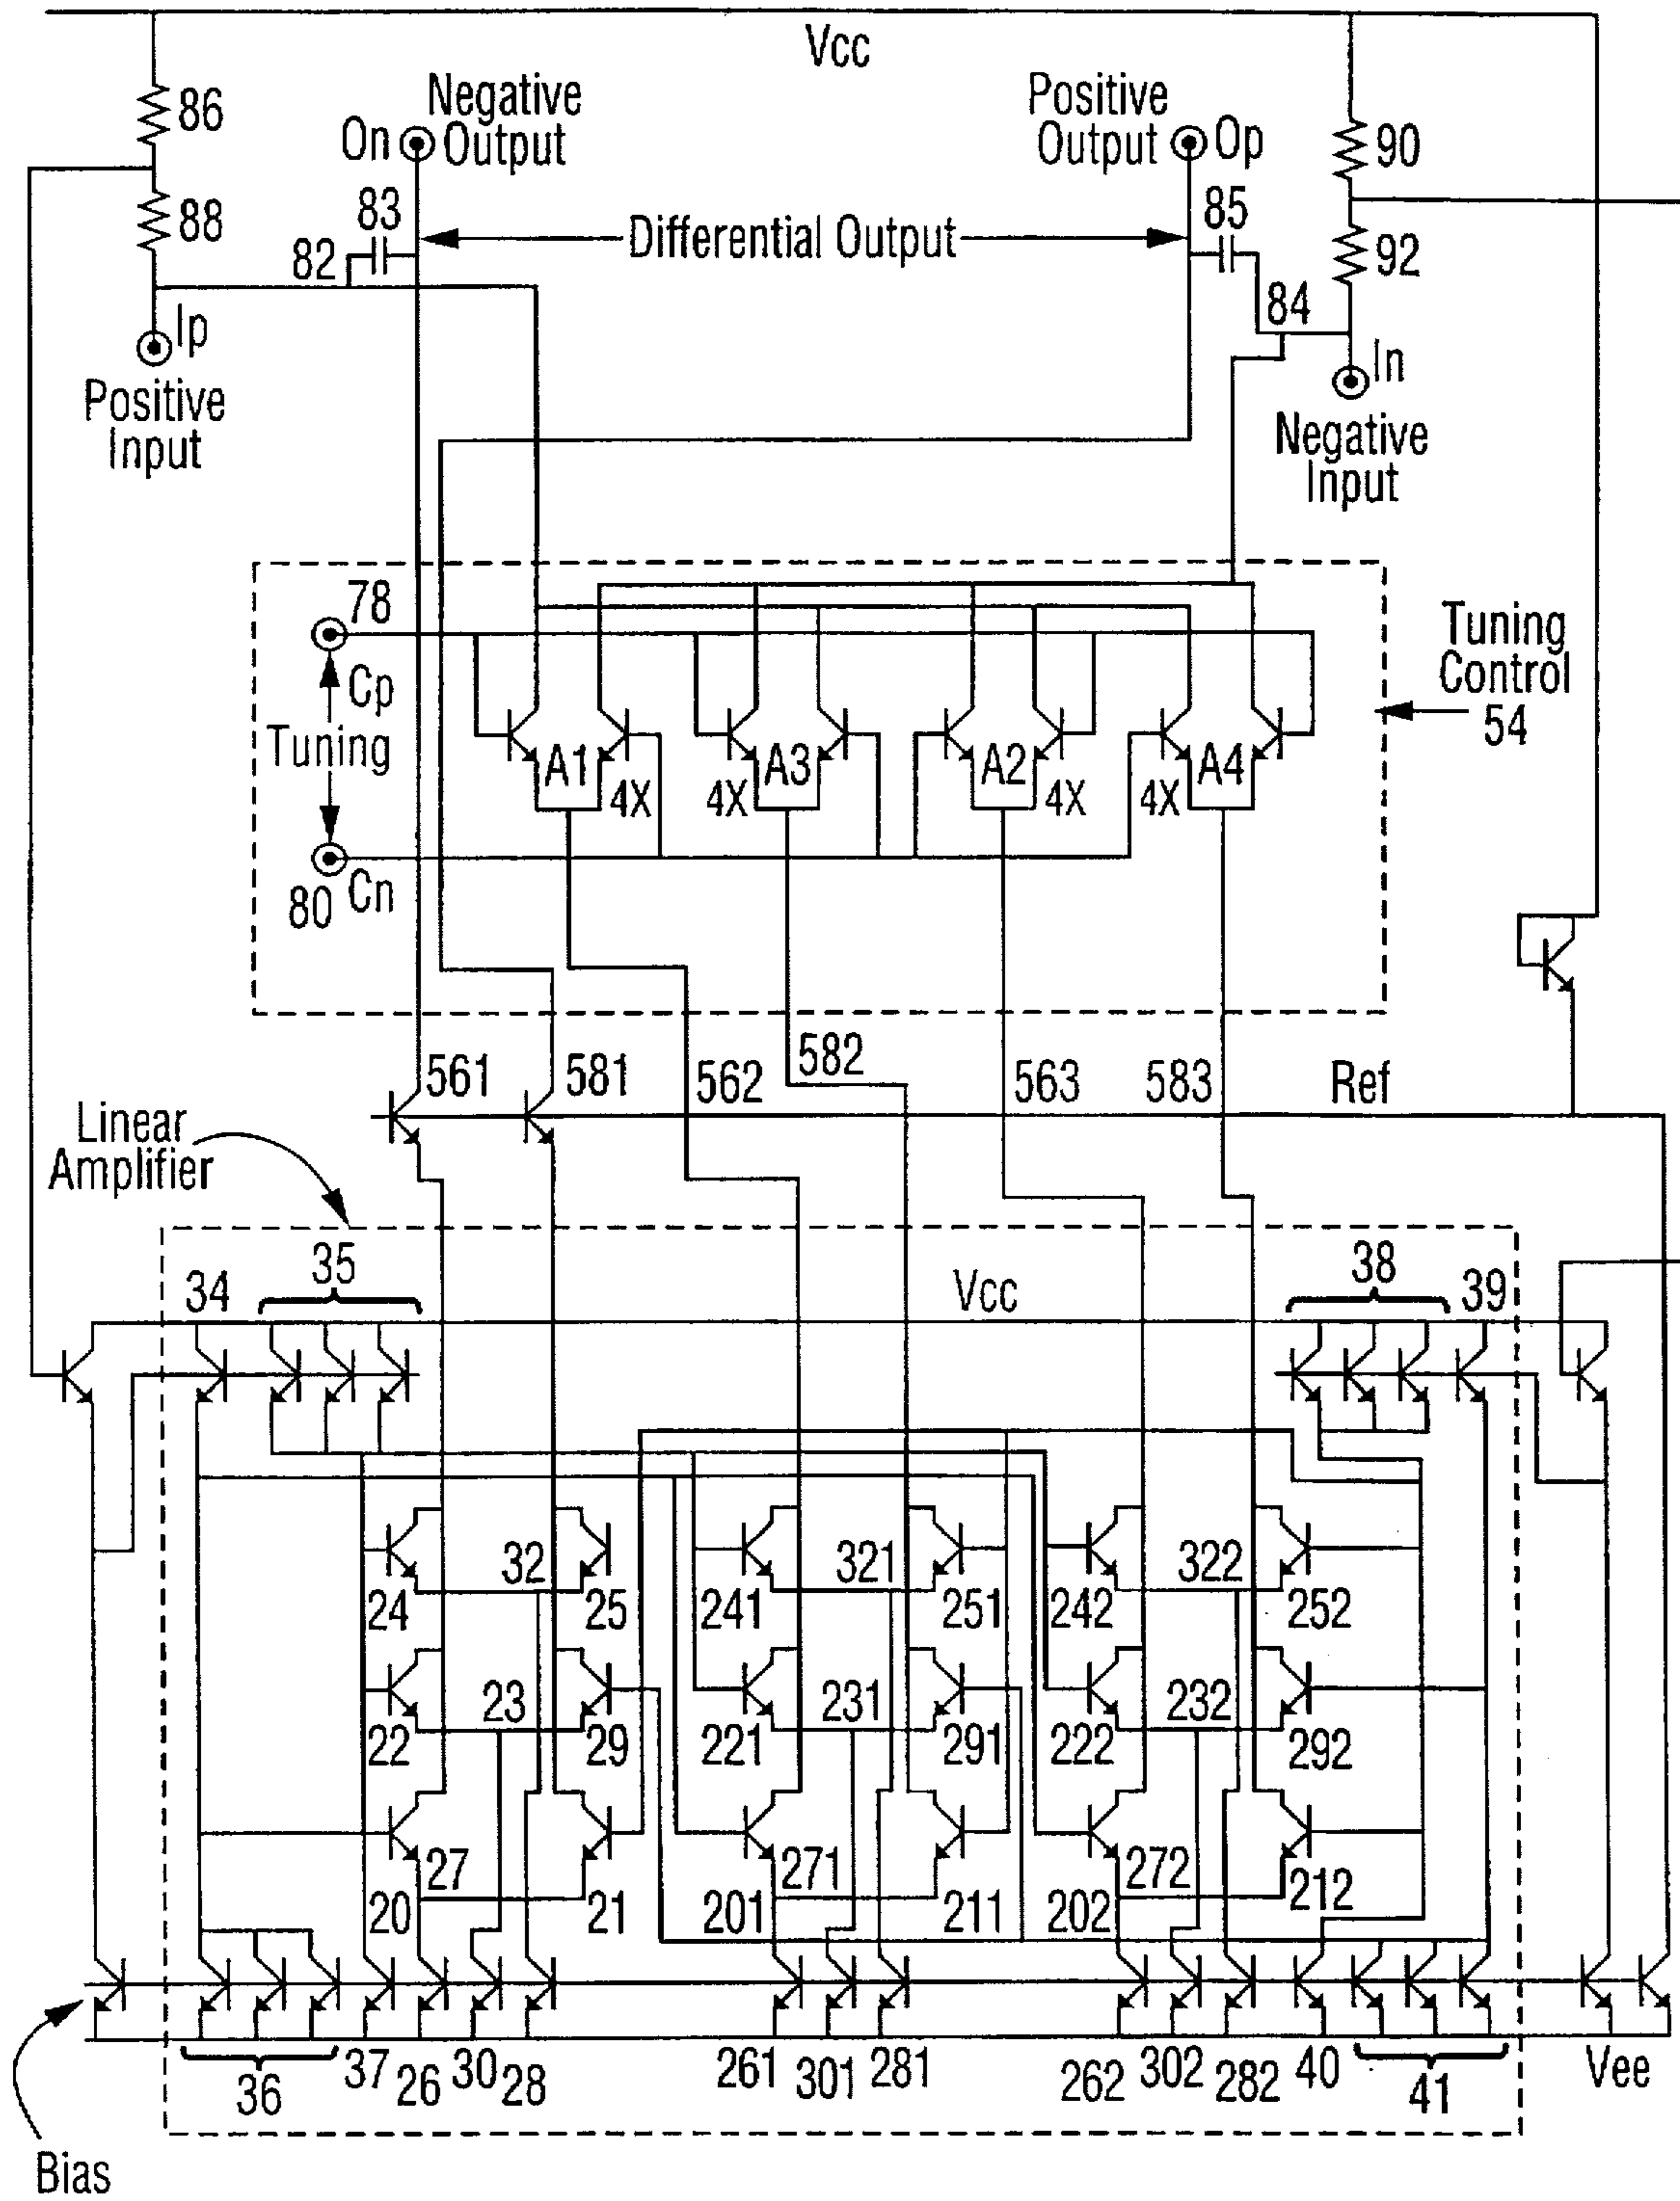 Vcc
86
Negative
Output
On
Positive
Output
Op
90
88
83
82
Differential Output
85
92
84
Ip
Positive
Input
In
Negative
Input
78
Cp
Tuning
80
Cn
A1
4X
4X
A3
A2
4X
4X
A4
Tuning
Control
54
561
581
562
582
563
583
Ref
Linear
Amplifier
34
35
Vcc
38
39
24
32
25
241
321
251
242
322
252
22
23
29
221
231
291
222
232
292
27
20
21
271
201
211
272
202
212
36
37
26
30
28
261
301
281
262
302
282
40
41
Vee
Bias